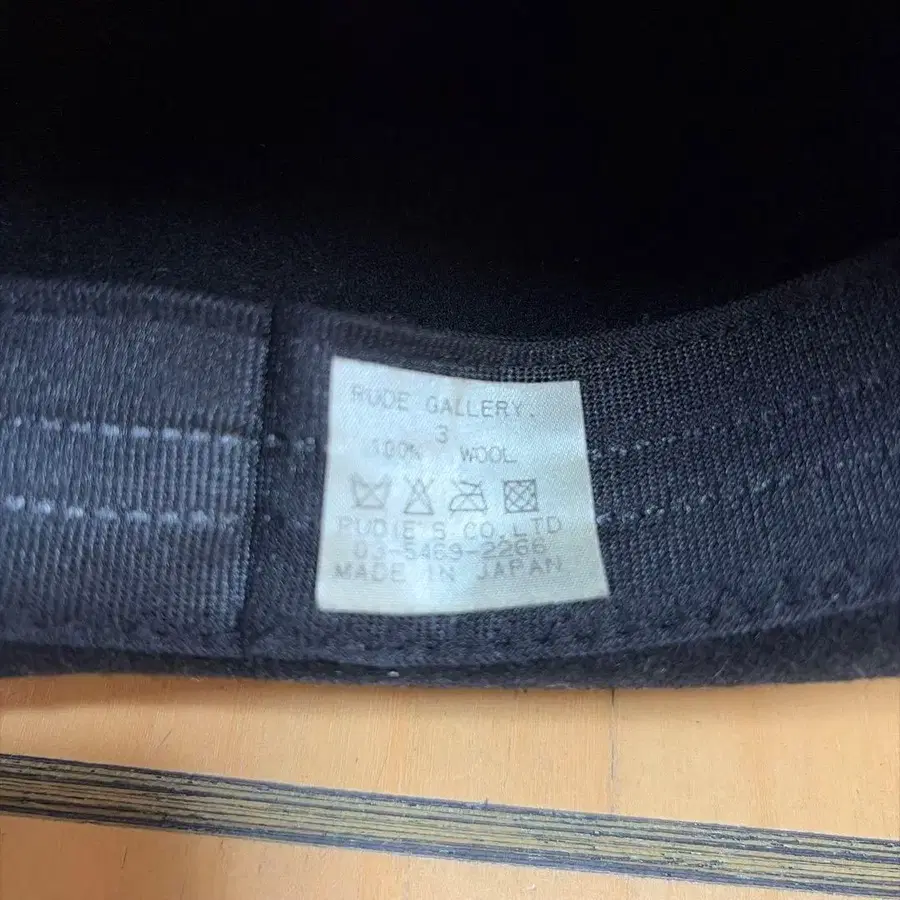 RUDE GALLERY.
3
100% WOOL
RUDIE'S CO.,LTD
03-5469-2266
MADE IN JAPAN